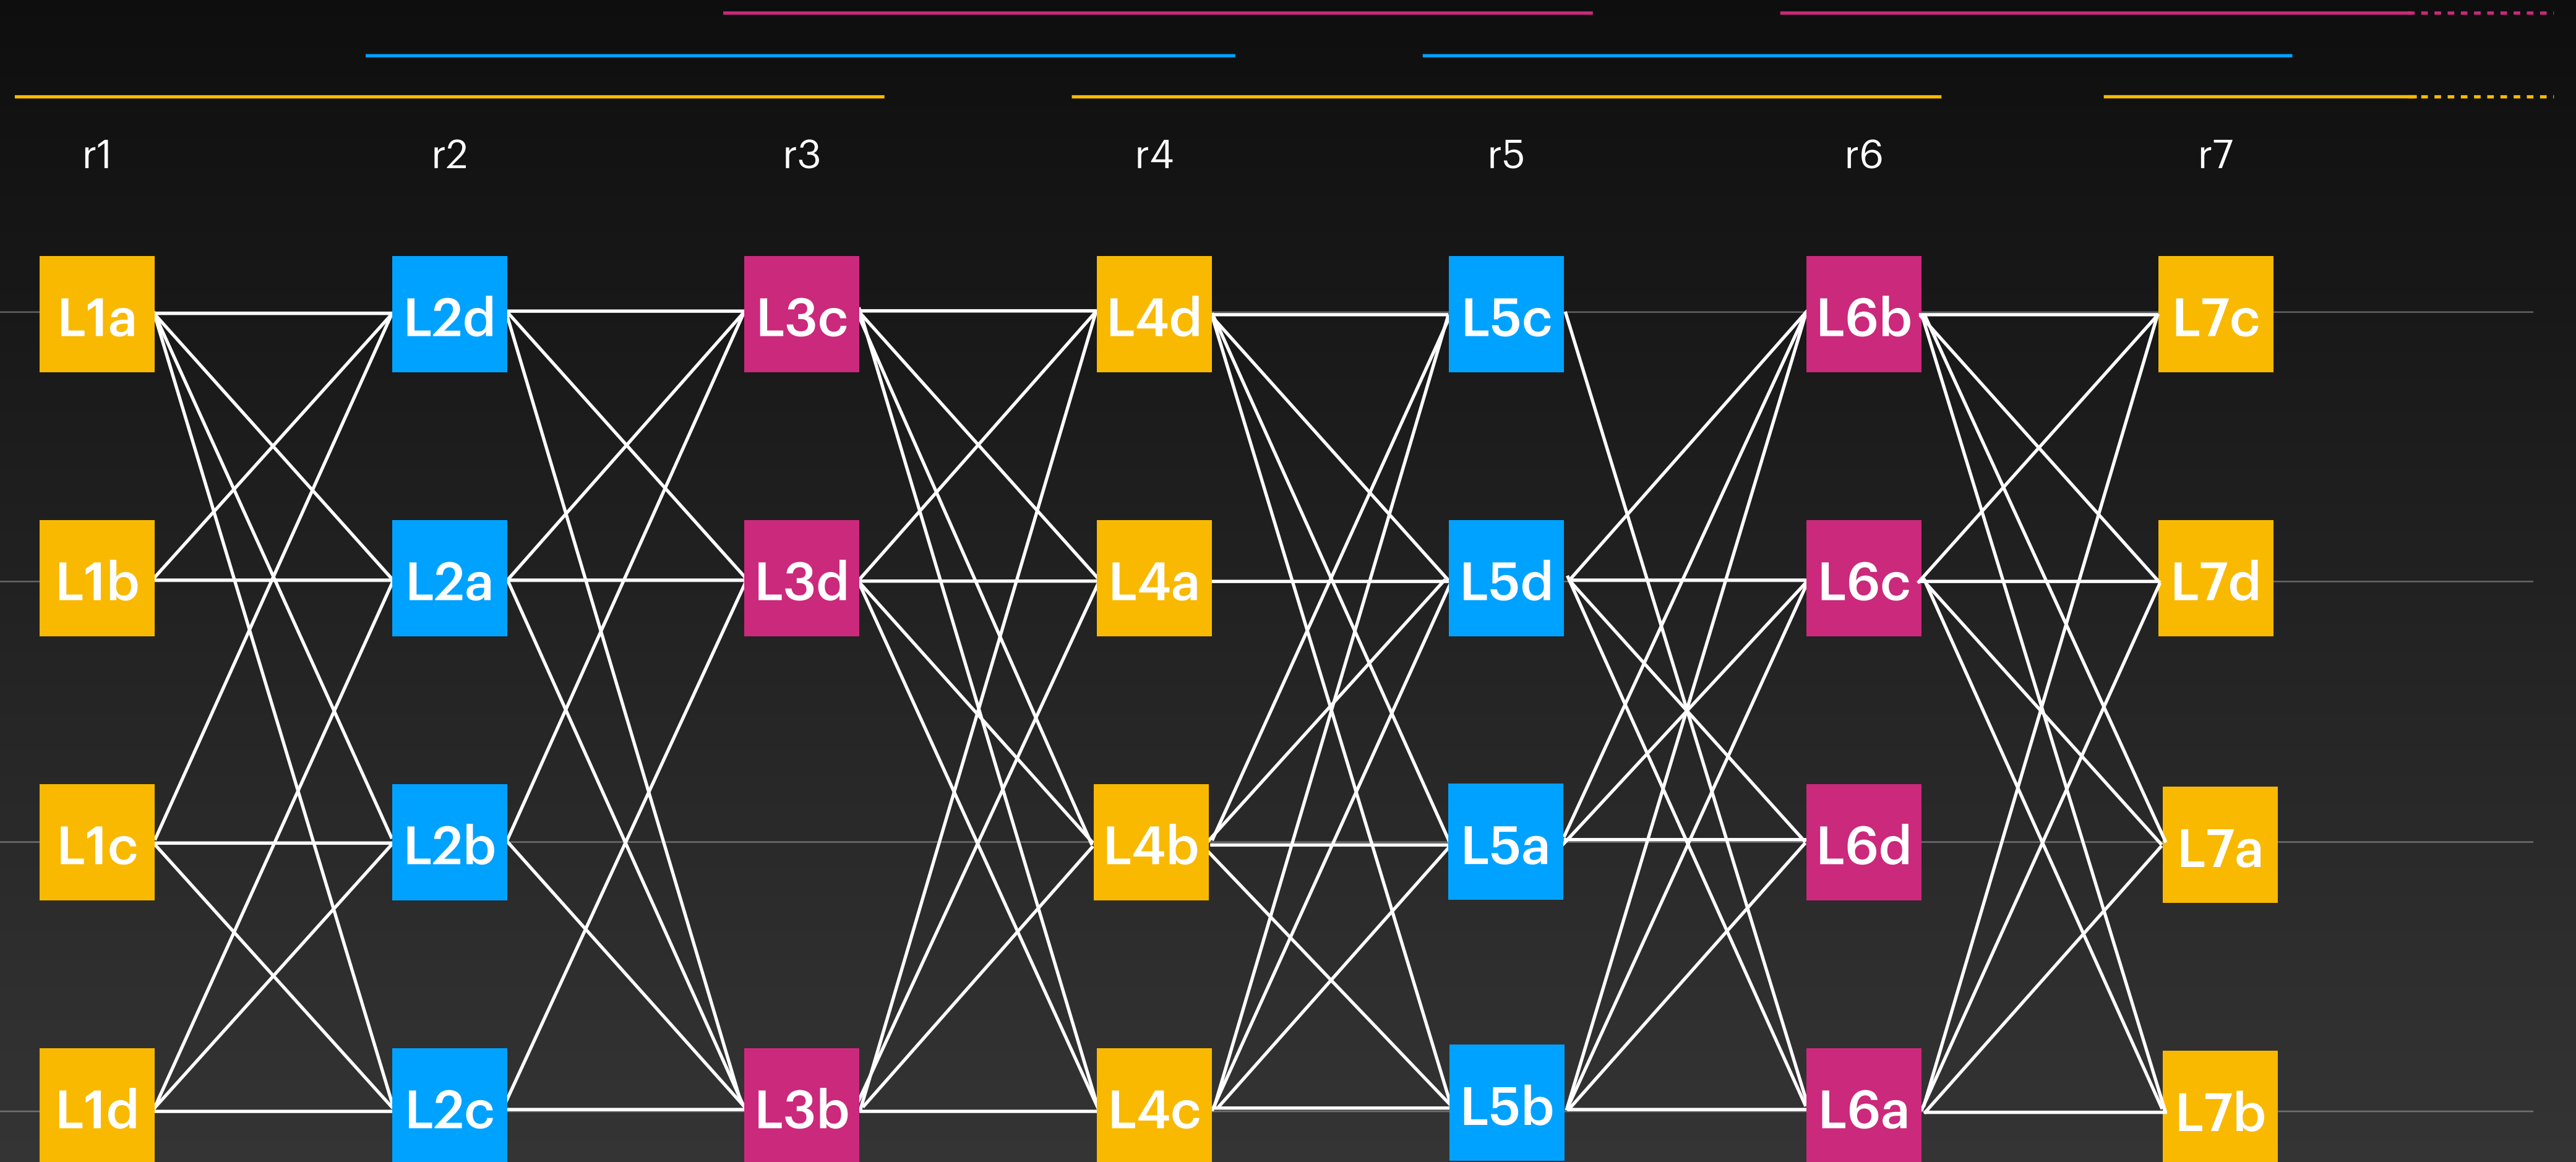 r1 r2 r3 r4 r5 r6 r7
L1a L2d L3c L4d L5c L6b L7c
L1b L2a L3d L4a L5d L6c L7d
L1c L2b L4b L5a L6d L7a
L1d L2c L3b L4c L5b L6a L7b